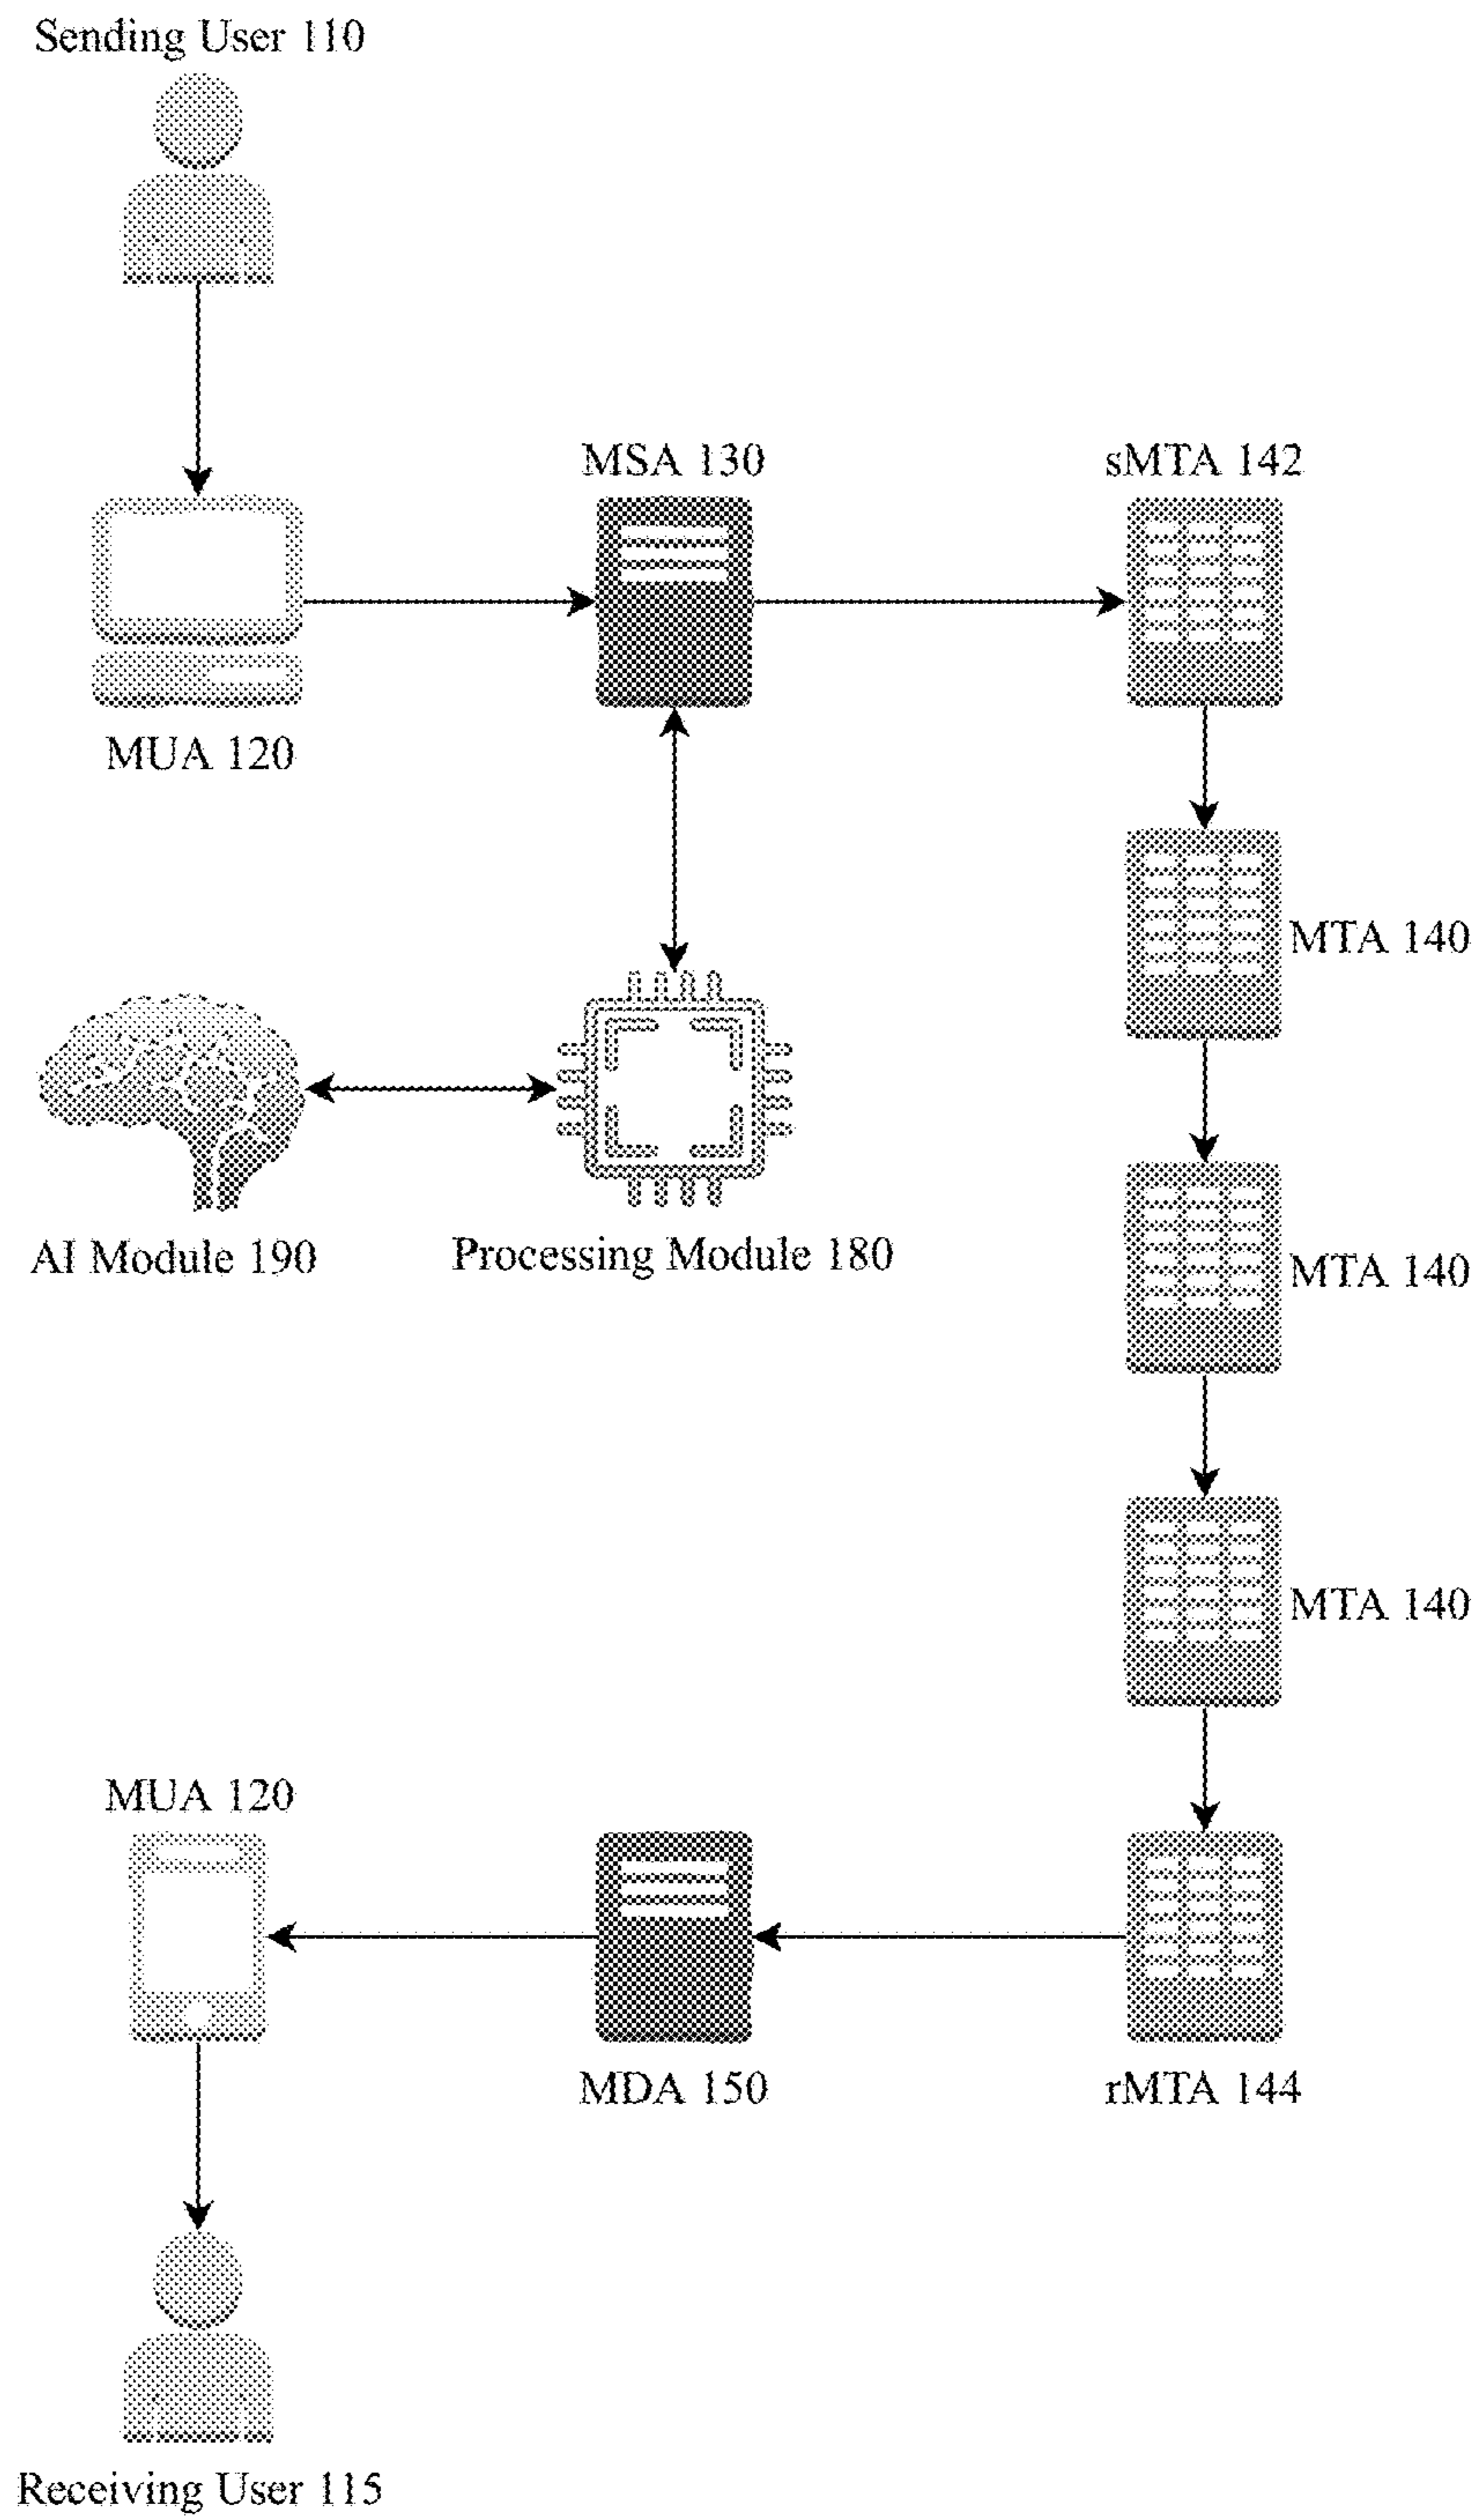 Sending User 110
MSA 130
sMTA 142
MUA 120
MTA 140
AI Module 190
Processing Module 180
MTA 140
MTA 140
MUA 120
MDA 150
rMTA 144
Receiving User 115